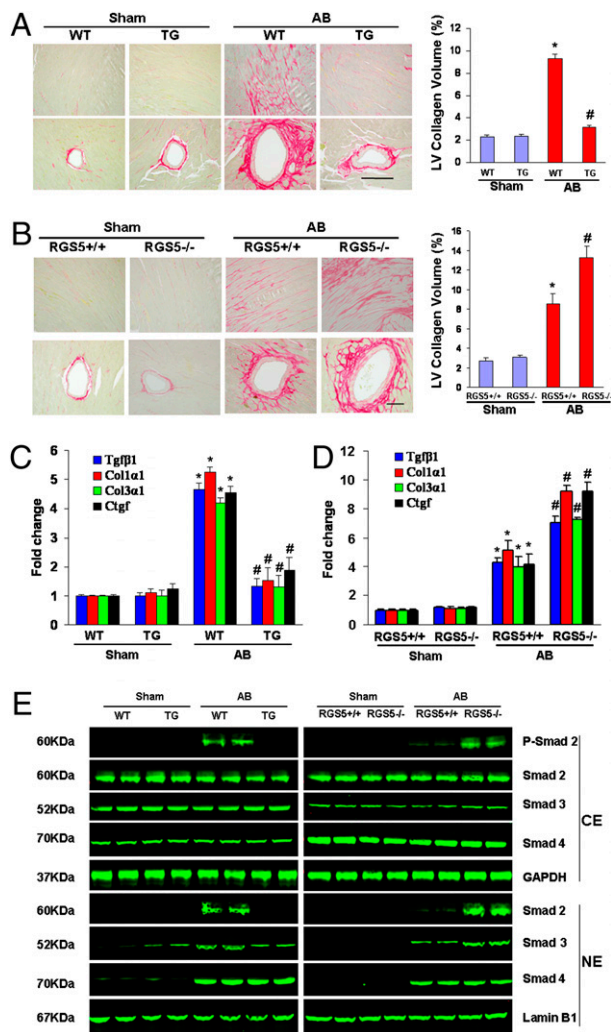 A
Sham AB
WT TG WT TG
LV Collagen Volume (%)
12
10
8
6
4
2
0
*
#
WT TG WT TG
Sham AB
B
Sham AB
RGS5+/+ RGS5-/- RGS5+/+ RGS5-/-
LV Collagen Volume (%)
16
14
12
10
8
6
4
2
0
*
#
RGS5+/+ RGS5-/- RGS5+/+ RGS5-/-
Sham AB
C
Fold change
6
5
4
3
2
1
0
Tgfβ1
Col1α1
Col3α1
Ctgf
* * * *
# # # #
WT TG WT TG
Sham AB
D
Fold change
12
10
8
6
4
2
0
Tgfβ1
Col1α1
Col3α1
Ctgf
* * * *
# # # #
RGS5+/+ RGS5-/- RGS5+/+ RGS5-/-
Sham AB
E
Sham AB Sham AB
WT TG WT TG RGS5+/+ RGS5-/- RGS5+/+ RGS5-/-
60KDa P-Smad 2
60KDa Smad 2
52KDa Smad 3
70KDa Smad 4
37KDa GAPDH
CE
60KDa Smad 2
52KDa Smad 3
70KDa Smad 4
67KDa Lamin B1
NE